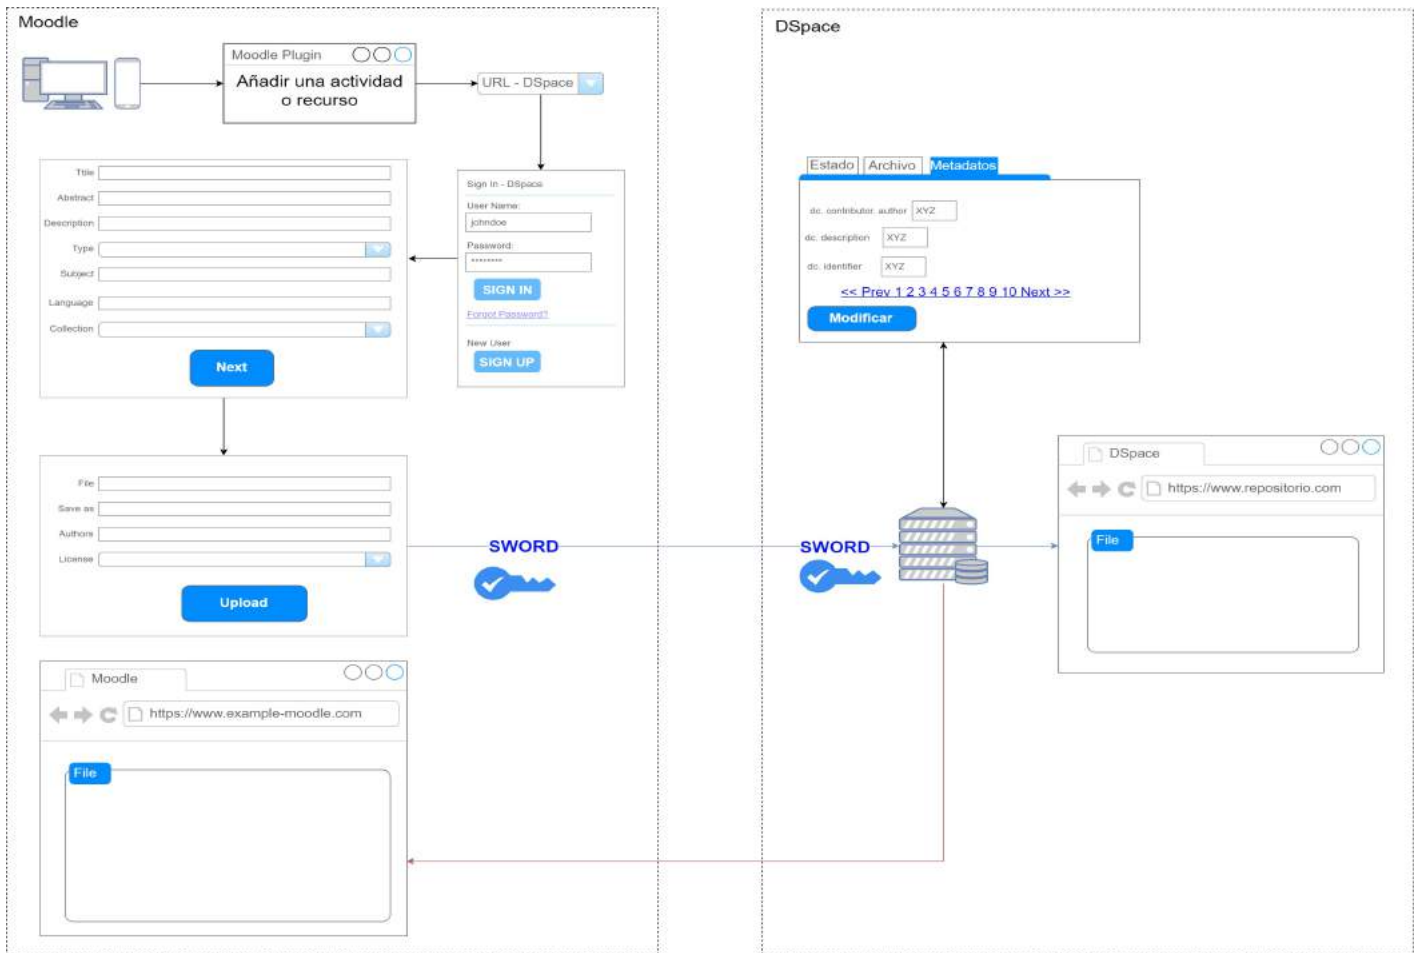 Moodle
Moodle Plugin
Añadir una actividad
o recurso
URL - DSpace
Title
Abstract
Description
Type
Subject
Language
Collection
Next
Sign In - DSpace
User Name:
johndoe
Password:
********
SIGN IN
Forgot Password?
New User
SIGN UP
File
Save as
Authors
License
Upload
SWORD
Moodle
https://www.example-moodle.com
File
DSpace
Estado
Archivo
Metadatos
dc. contributor. author
XYZ
dc. description
XYZ
dc. identifier
XYZ
<< Prev 1 2 3 4 5 6 7 8 9 10 Next >>
Modificar
SWORD
DSpace
https://www.repositorio.com
File